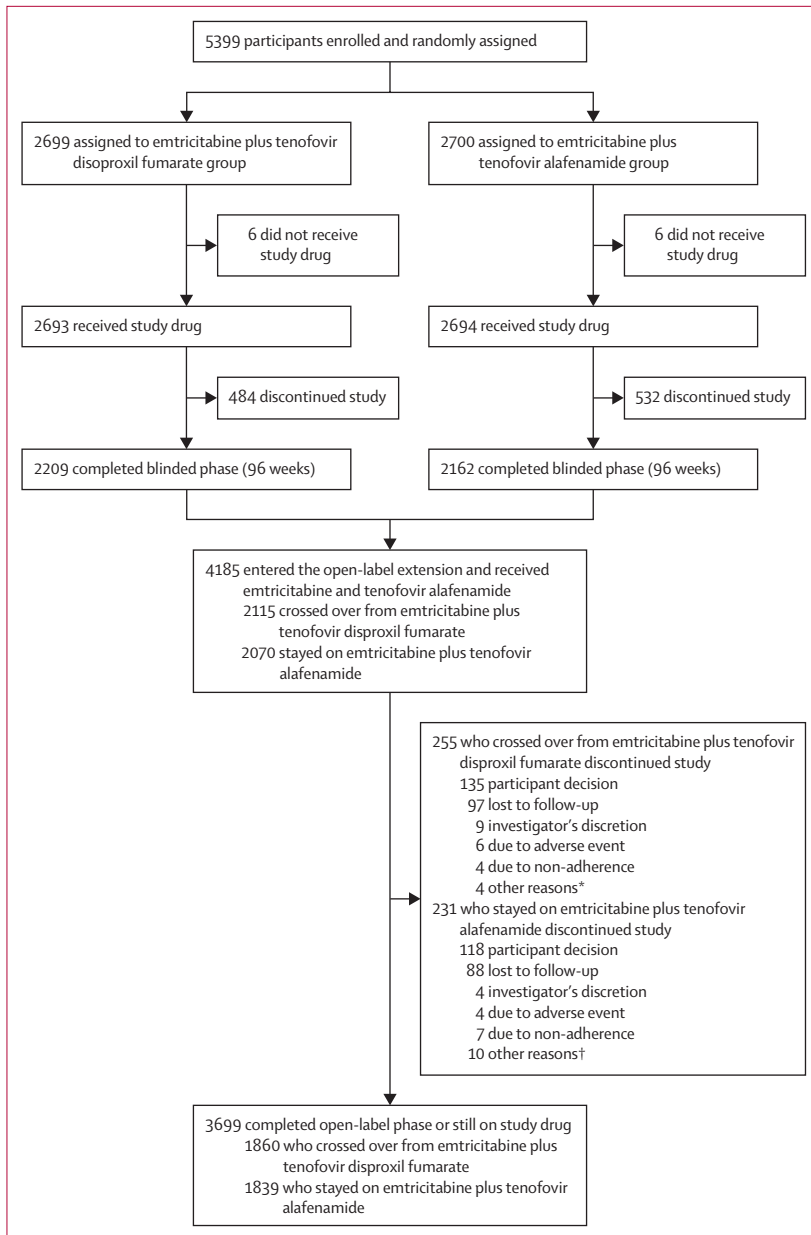 5399 participants enrolled and randomly assigned
2699 assigned to emtricitabine plus tenofovir
disoproxil fumarate group
2700 assigned to emtricitabine plus
tenofovir alafenamide group
6 did not receive
study drug
6 did not receive
study drug
2693 received study drug
2694 received study drug
484 discontinued study
532 discontinued study
2209 completed blinded phase (96 weeks)
2162 completed blinded phase (96 weeks)
4185 entered the open-label extension and received
emtricitabine and tenofovir alafenamide
2115 crossed over from emtricitabine plus
tenofovir disproxil fumarate
2070 stayed on emtricitabine plus tenofovir
alafenamide
255 who crossed over from emtricitabine plus tenofovir
disproxil fumarate discontinued study
135 participant decision
97 lost to follow-up
9 investigator's discretion
6 due to adverse event
4 due to non-adherence
4 other reasons*
231 who stayed on emtricitabine plus tenofovir
alafenamide discontinued study
118 participant decision
88 lost to follow-up
4 investigator's discretion
4 due to adverse event
7 due to non-adherence
10 other reasons†
3699 completed open-label phase or still on study drug
1860 who crossed over from emtricitabine plus
tenofovir disproxil fumarate
1839 who stayed on emtricitabine plus tenofovir
alafenamide